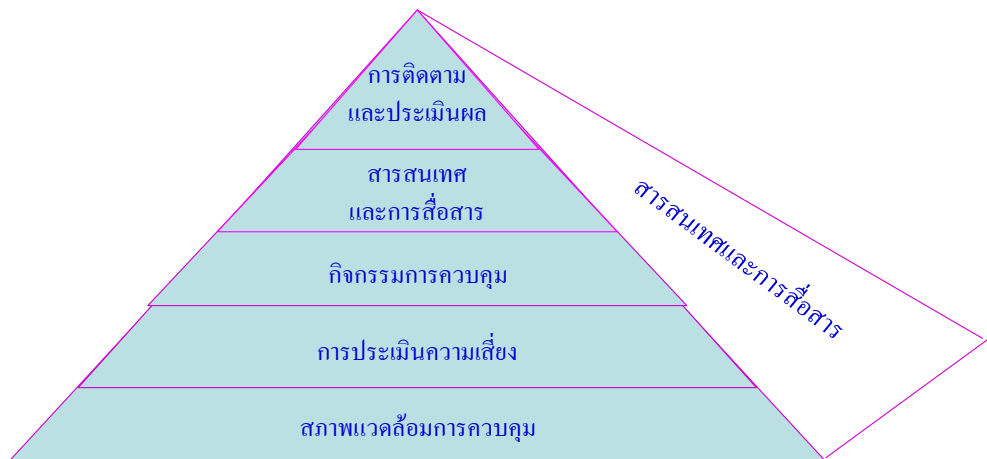 การติดตาม
และประเมินผล
สารสนเทศ
และการสื่อสาร
กิจกรรมการควบคุม
การประเมินความเสี่ยง
สภาพแวดล้อมการควบคุม
สารสนเทศและการสื่อสาร